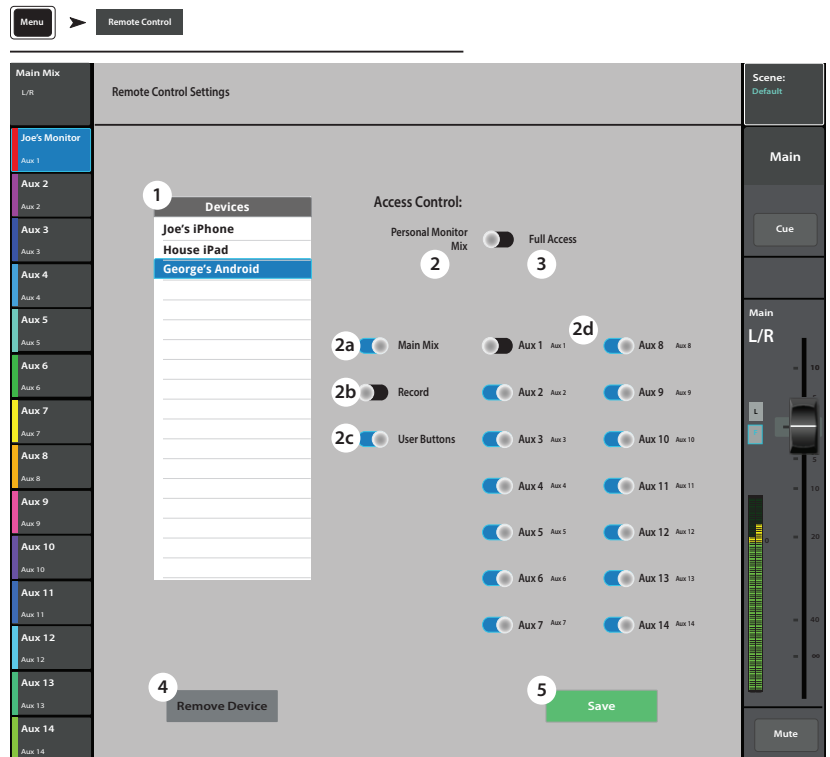 Menu
Remote Control
Main Mix
L/R
Remote Control Settings
Scene:
Default
Joe's Monitor
Aux 1
Aux 2
Aux 2
Aux 3
Aux 3
Aux 4
Aux 4
Aux 5
Aux 5
Aux 6
Aux 6
Aux 7
Aux 7
Aux 8
Aux 8
Aux 9
Aux 9
Aux 10
Aux 10
Aux 11
Aux 11
Aux 12
Aux 12
Aux 13
Aux 13
Aux 14
Aux 14
1
Devices
Joe's iPhone
House iPad
George's Android
Access Control:
Personal Monitor
Mix
Full Access
2
3
2a
Main Mix
2b
Record
2c
User Buttons
2d
Aux 1 Aux 1
Aux 8 Aux 8
Aux 2 Aux 2
Aux 9 Aux 9
Aux 3 Aux 3
Aux 10 Aux 10
Aux 4 Aux 4
Aux 11 Aux 11
Aux 5 Aux 5
Aux 12 Aux 12
Aux 6 Aux 6
Aux 13 Aux 13
Aux 7 Aux 7
Aux 14 Aux 14
4
Remove Device
5
Save
Main
Cue
Main
L/R
10
L
5
10
0
20
40
∞
Mute